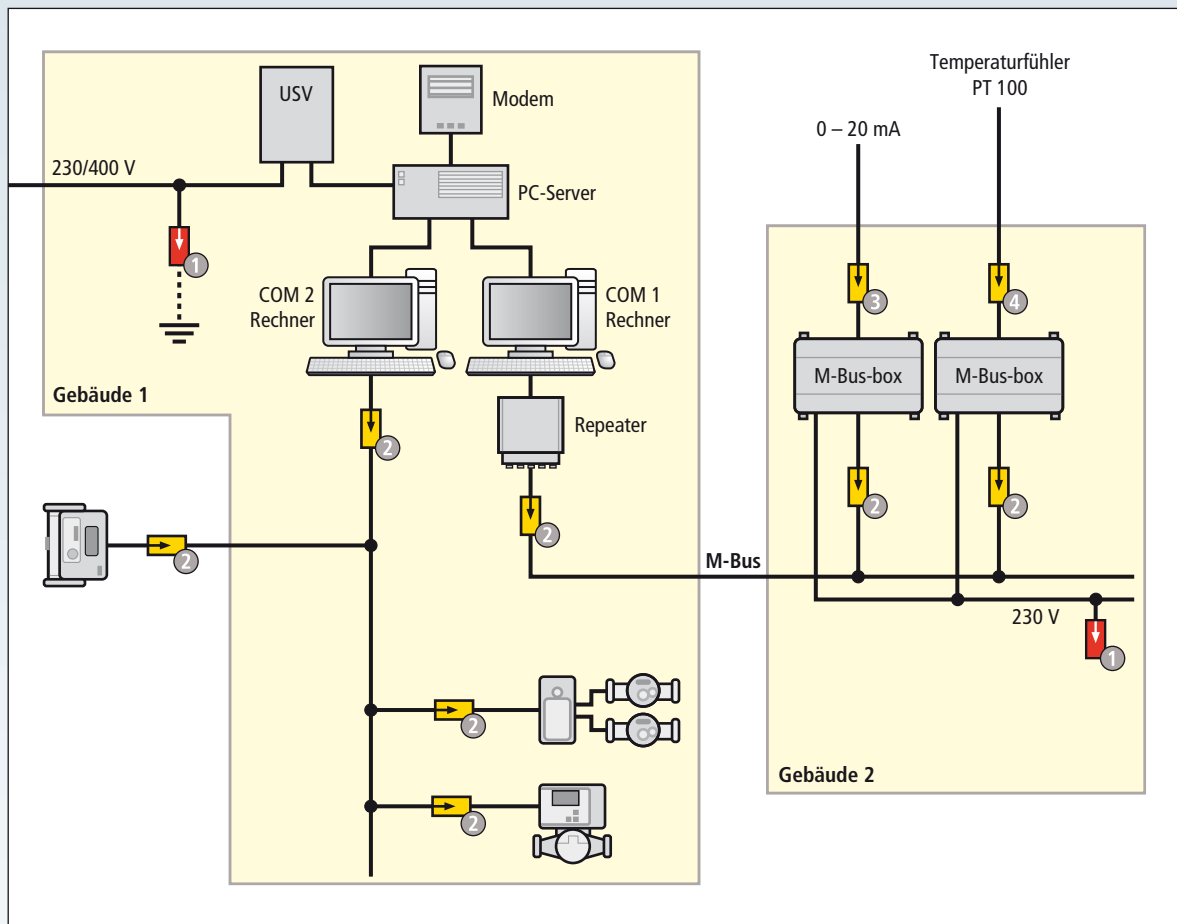 Temperaturfühler
PT 100
0 – 20 mA
USV
Modem
230/400 V
PC-Server
1
COM 2
Rechner
COM 1
Rechner
3
4
M-Bus-box
M-Bus-box
Gebäude 1
2
Repeater
2
2
2
2
M-Bus
230 V
1
2
Gebäude 2
2